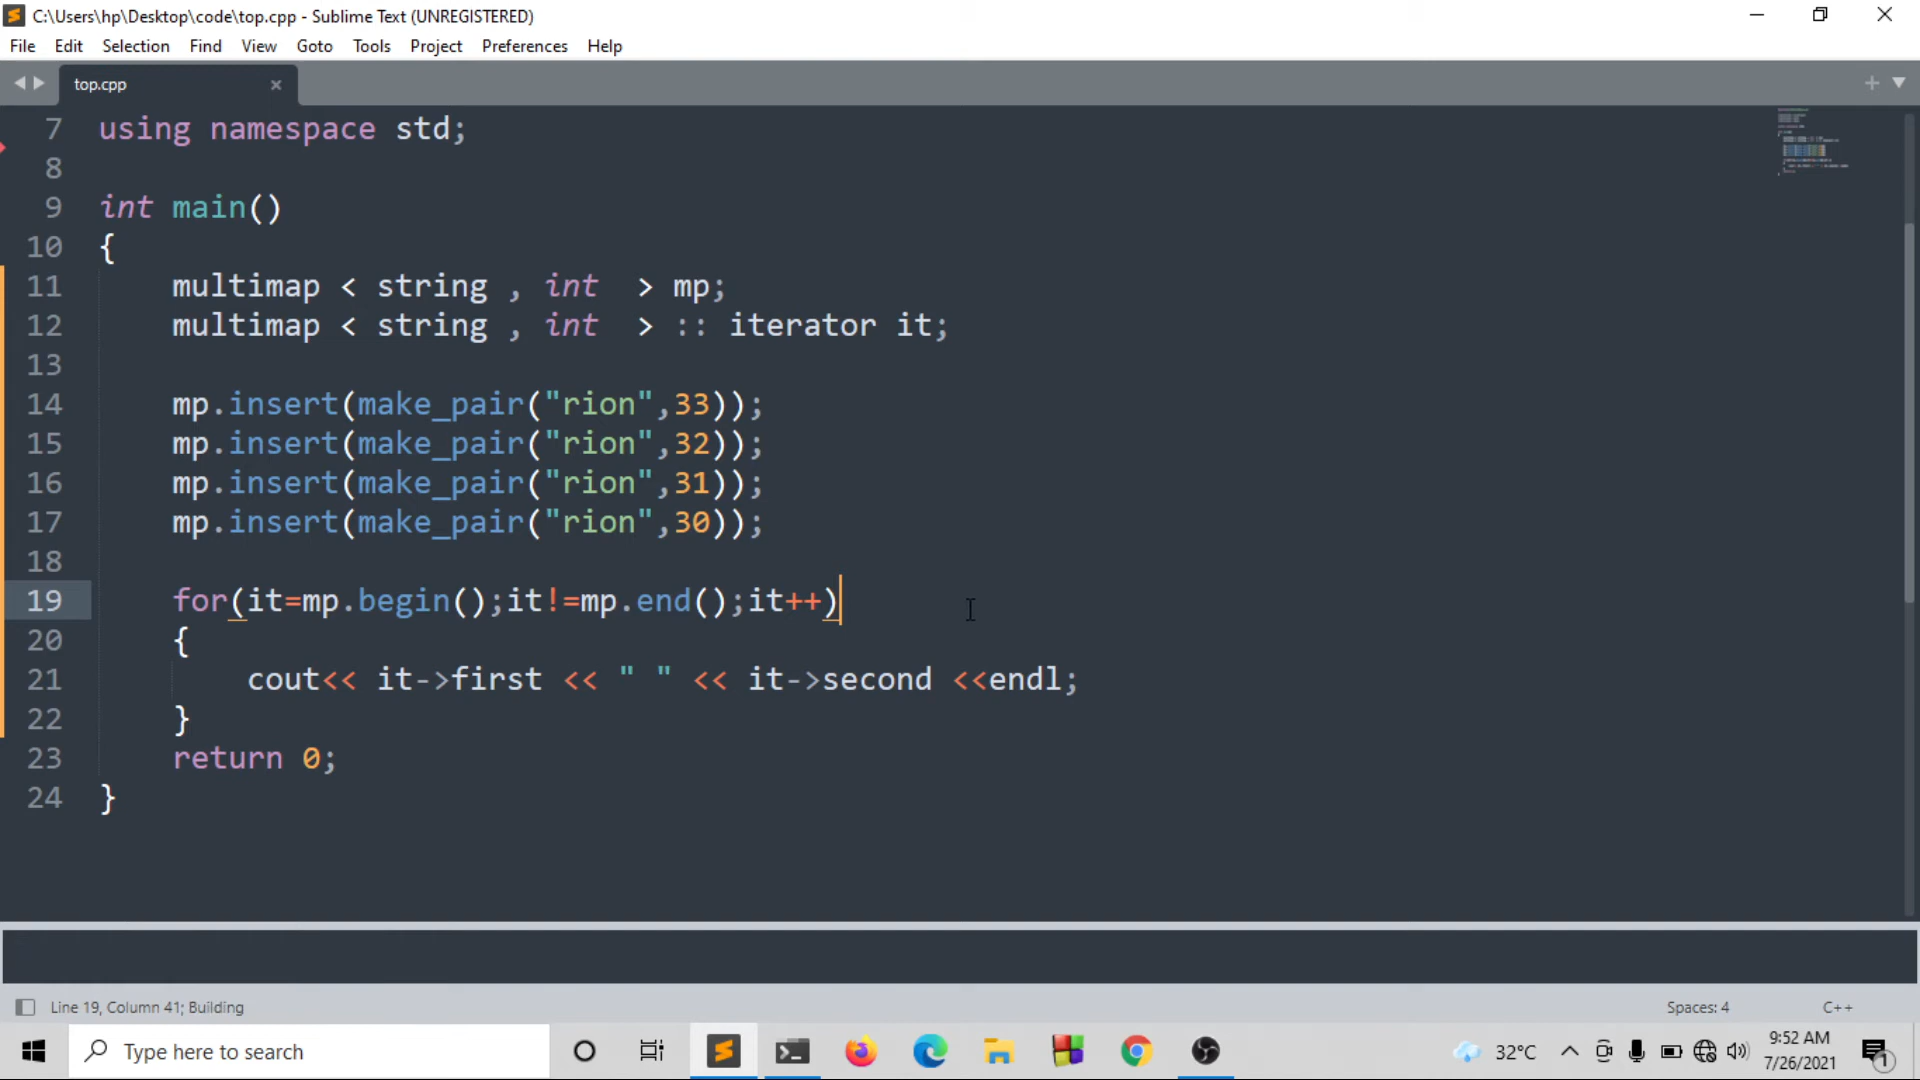 C:\Users\hp\Desktop\code\top.cpp - Sublime Text (UNREGISTERED)
File Edit Selection Find View Goto Tools Project Preferences Help
top.cpp
7 using namespace std;
8
9 int main()
10 {
11 multimap < string , int  > mp;
12 multimap < string , int  > :: iterator it;
13
14 mp.insert(make_pair("rion",33));
15 mp.insert(make_pair("rion",32));
16 mp.insert(make_pair("rion",31));
17 mp.insert(make_pair("rion",30));
18
19 for(it=mp.begin();it!=mp.end();it++)
20 {
21 cout<< it->first << " " << it->second <<endl;
22 }
23 return 0;
24 }
Line 19, Column 41; Building
Spaces: 4 C++
Type here to search
32°C
9:52 AM
7/26/2021
1